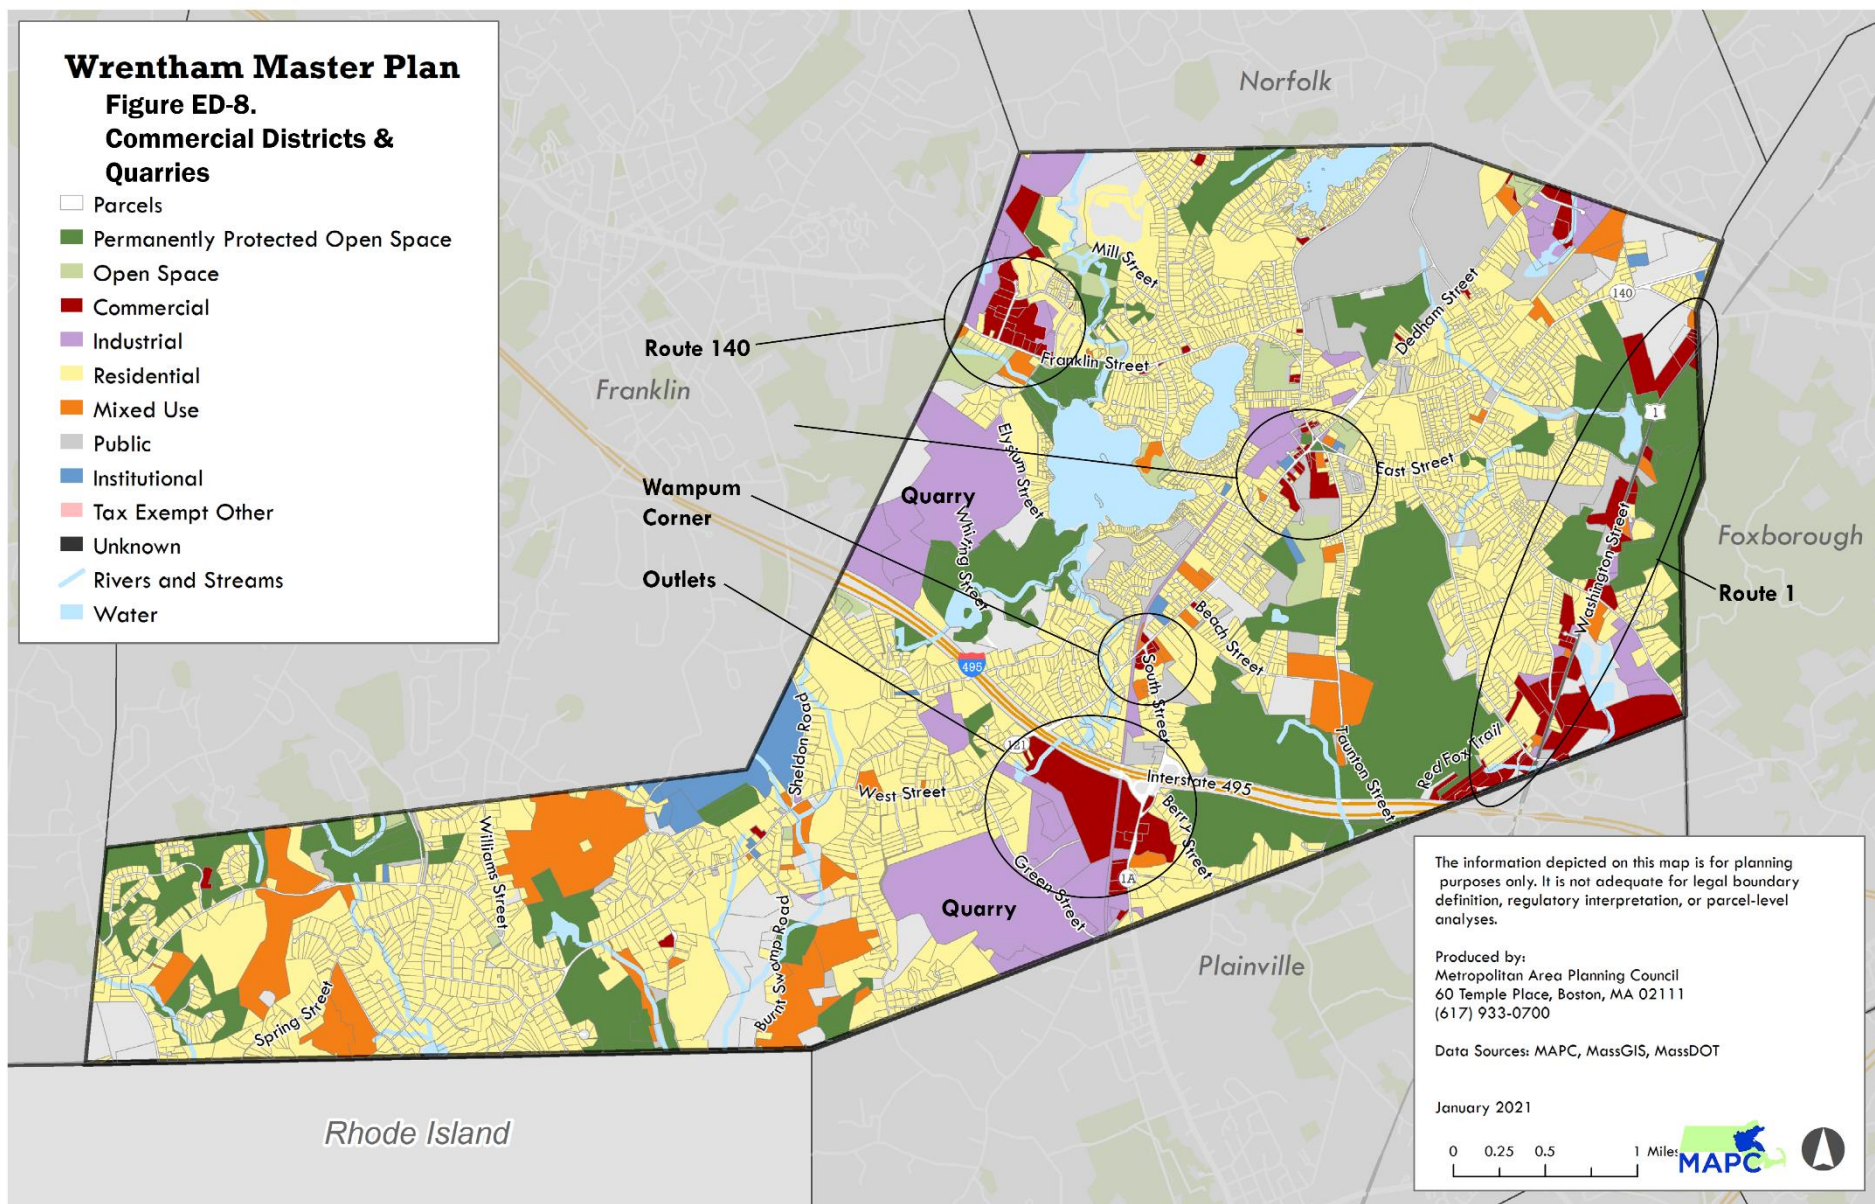 Wrentham Master Plan
Figure ED-8.
Commercial Districts &
Quarries
Parcels
Permanently Protected Open Space
Open Space
Commercial
Industrial
Residential
Mixed Use
Public
Institutional
Tax Exempt Other
Unknown
Rivers and Streams
Water
Norfolk
Mill Street
140
Dedham Street
Route 140
Franklin Street
Franklin
1
Elysium Street
East Street
Quarry
Wampum
Corner
Whiting Street
Foxborough
Outlets
Washington Street
Route 1
Beach Street
495
South Street
Sheldon Road
121
Interstate 495
Red Fox Trail
Taunton Street
West Street
Berry Street
Williams Street
Green Street
1A
Quarry
Burnt Swamp Road
Plainville
Spring Street
Rhode Island
The information depicted on this map is for planning
purposes only. It is not adequate for legal boundary
definition, regulatory interpretation, or parcel-level
analyses.
Produced by:
Metropolitan Area Planning Council
60 Temple Place, Boston, MA 02111
(617) 933-0700
Data Sources: MAPC, MassGIS, MassDOT
January 2021
0 0.25 0.5 1 Miles
MAPC